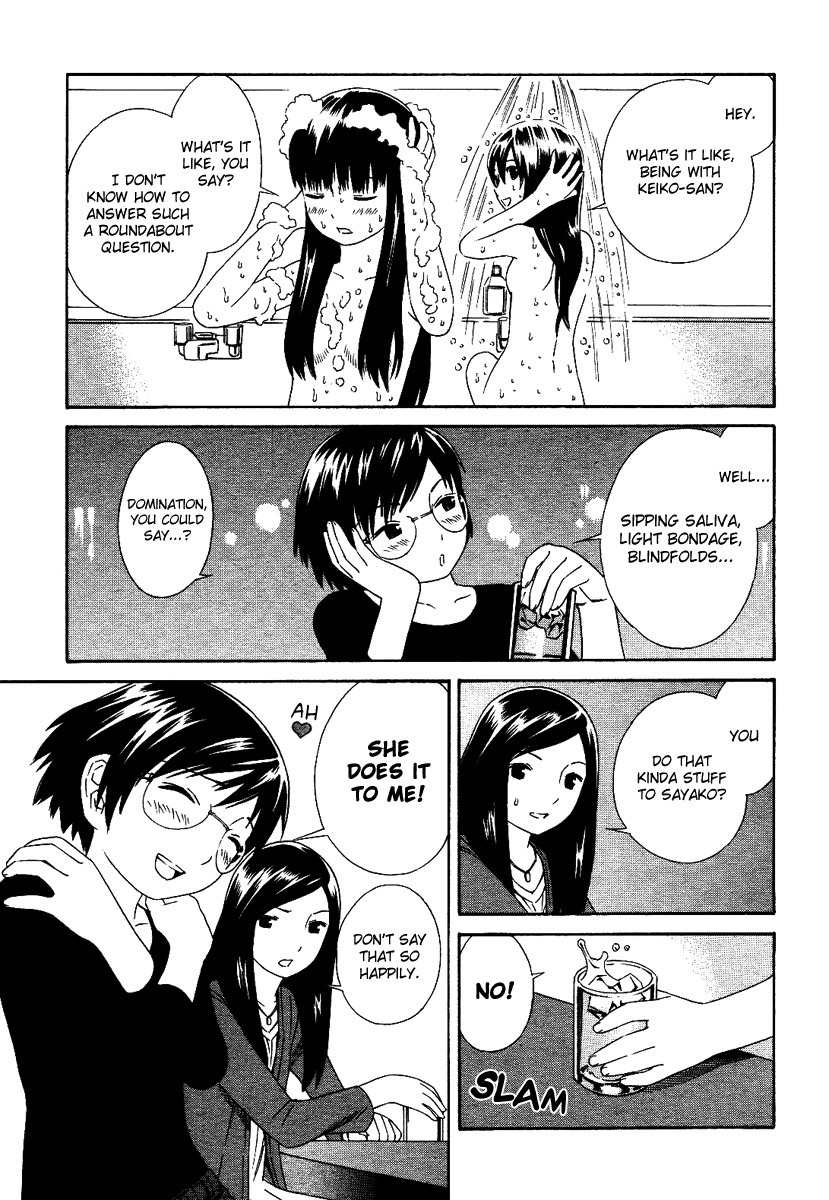 HEY.
WHAT'S IT LIKE,
BEING WITH
KEIKO-SAN?
WHAT'S IT
LIKE, YOU
SAY?
I DON'T
KNOW HOW TO
ANSWER SUCH
A ROUNDABOUT
QUESTION.
WELL...
SIPPING SALIVA,
LIGHT BONDAGE,
BLINDFOLDS...
DOMINATION,
YOU COULD
SAY...?
YOU
DO THAT
KINDA STUFF
TO SAYAKO?
NO!
SLAM
SHE
DOES IT
TO ME!
AH
DON'T SAY
THAT SO
HAPPILY.